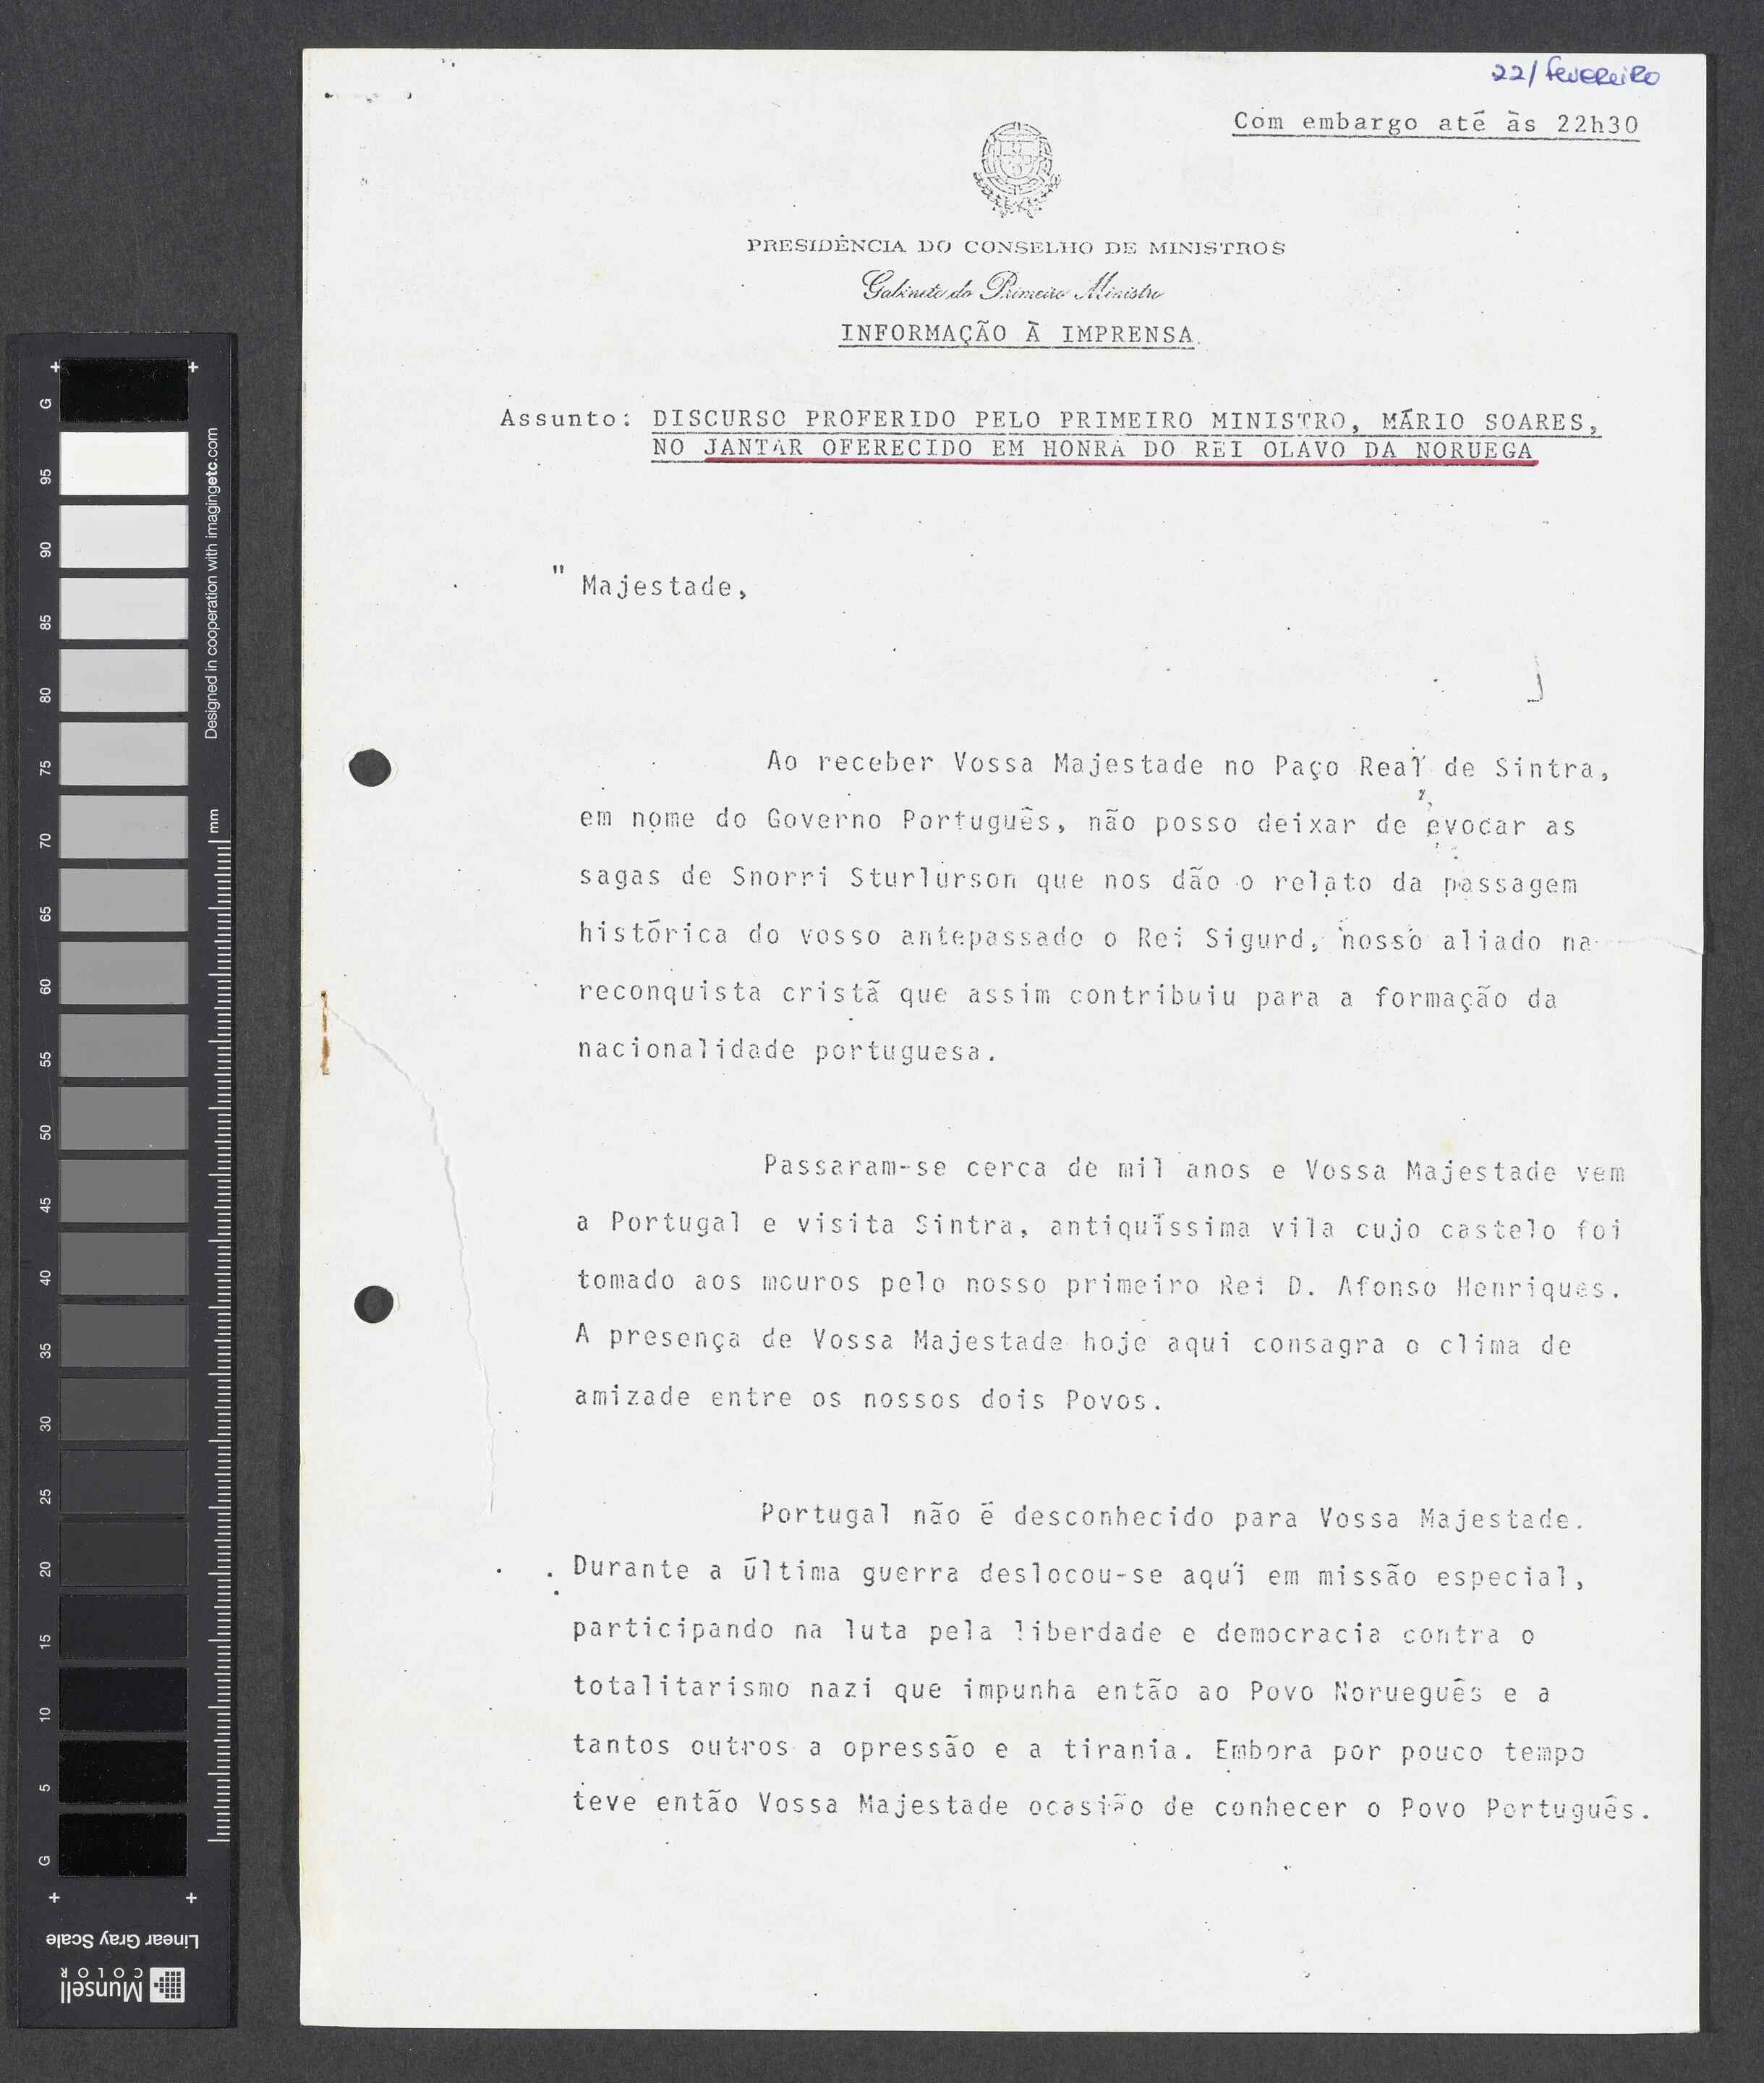 22/fevereiro
Com embargo até às 22h30
PRESIDÊNCIA DO CONSELHO DE MINISTROS
Gabinete do Primeiro Ministro
INFORMAÇÃO À IMPRENSA
Assunto: DISCURSO PROFERIDO PELO PRIMEIRO MINISTRO, MÁRIO SOARES,
NO JANTAR OFERECIDO EM HONRA DO REI OLAVO DA NORUEGA
" Majestade,
Ao receber Vossa Majestade no Paço Real de Sintra,
em nome do Governo Português, não posso deixar de evocar as
sagas de Snorri Sturlurson que nos dão o relato da passagem
histórica do vosso antepassado o Rei Sigurd, nosso aliado na
reconquista cristã que assim contribuiu para a formação da
nacionalidade portuguesa.
Passaram-se cerca de mil anos e Vossa Majestade vem
a Portugal e visita Sintra, antiquíssima vila cujo castelo foi
tomado aos mouros pelo nosso primeiro Rei D. Afonso Henriques.
A presença de Vossa Majestade hoje aqui consagra o clima de
amizade entre os nossos dois Povos.
Portugal não é desconhecido para Vossa Majestade.
Durante a última guerra deslocou-se aqui em missão especial,
participando na luta pela liberdade e democracia contra o
totalitarismo nazi que impunha então ao Povo Norueguês e a
tantos outros a opressão e a tirania. Embora por pouco tempo
teve então Vossa Majestade ocasião de conhecer o Povo Português.
G
95
90
85
80
75
70
65
60
55
50
45
40
35
30
25
20
15
10
5
G
Designed in cooperation with imagingetc.com
mm
Linear Gray Scale
Munsell
COLOR